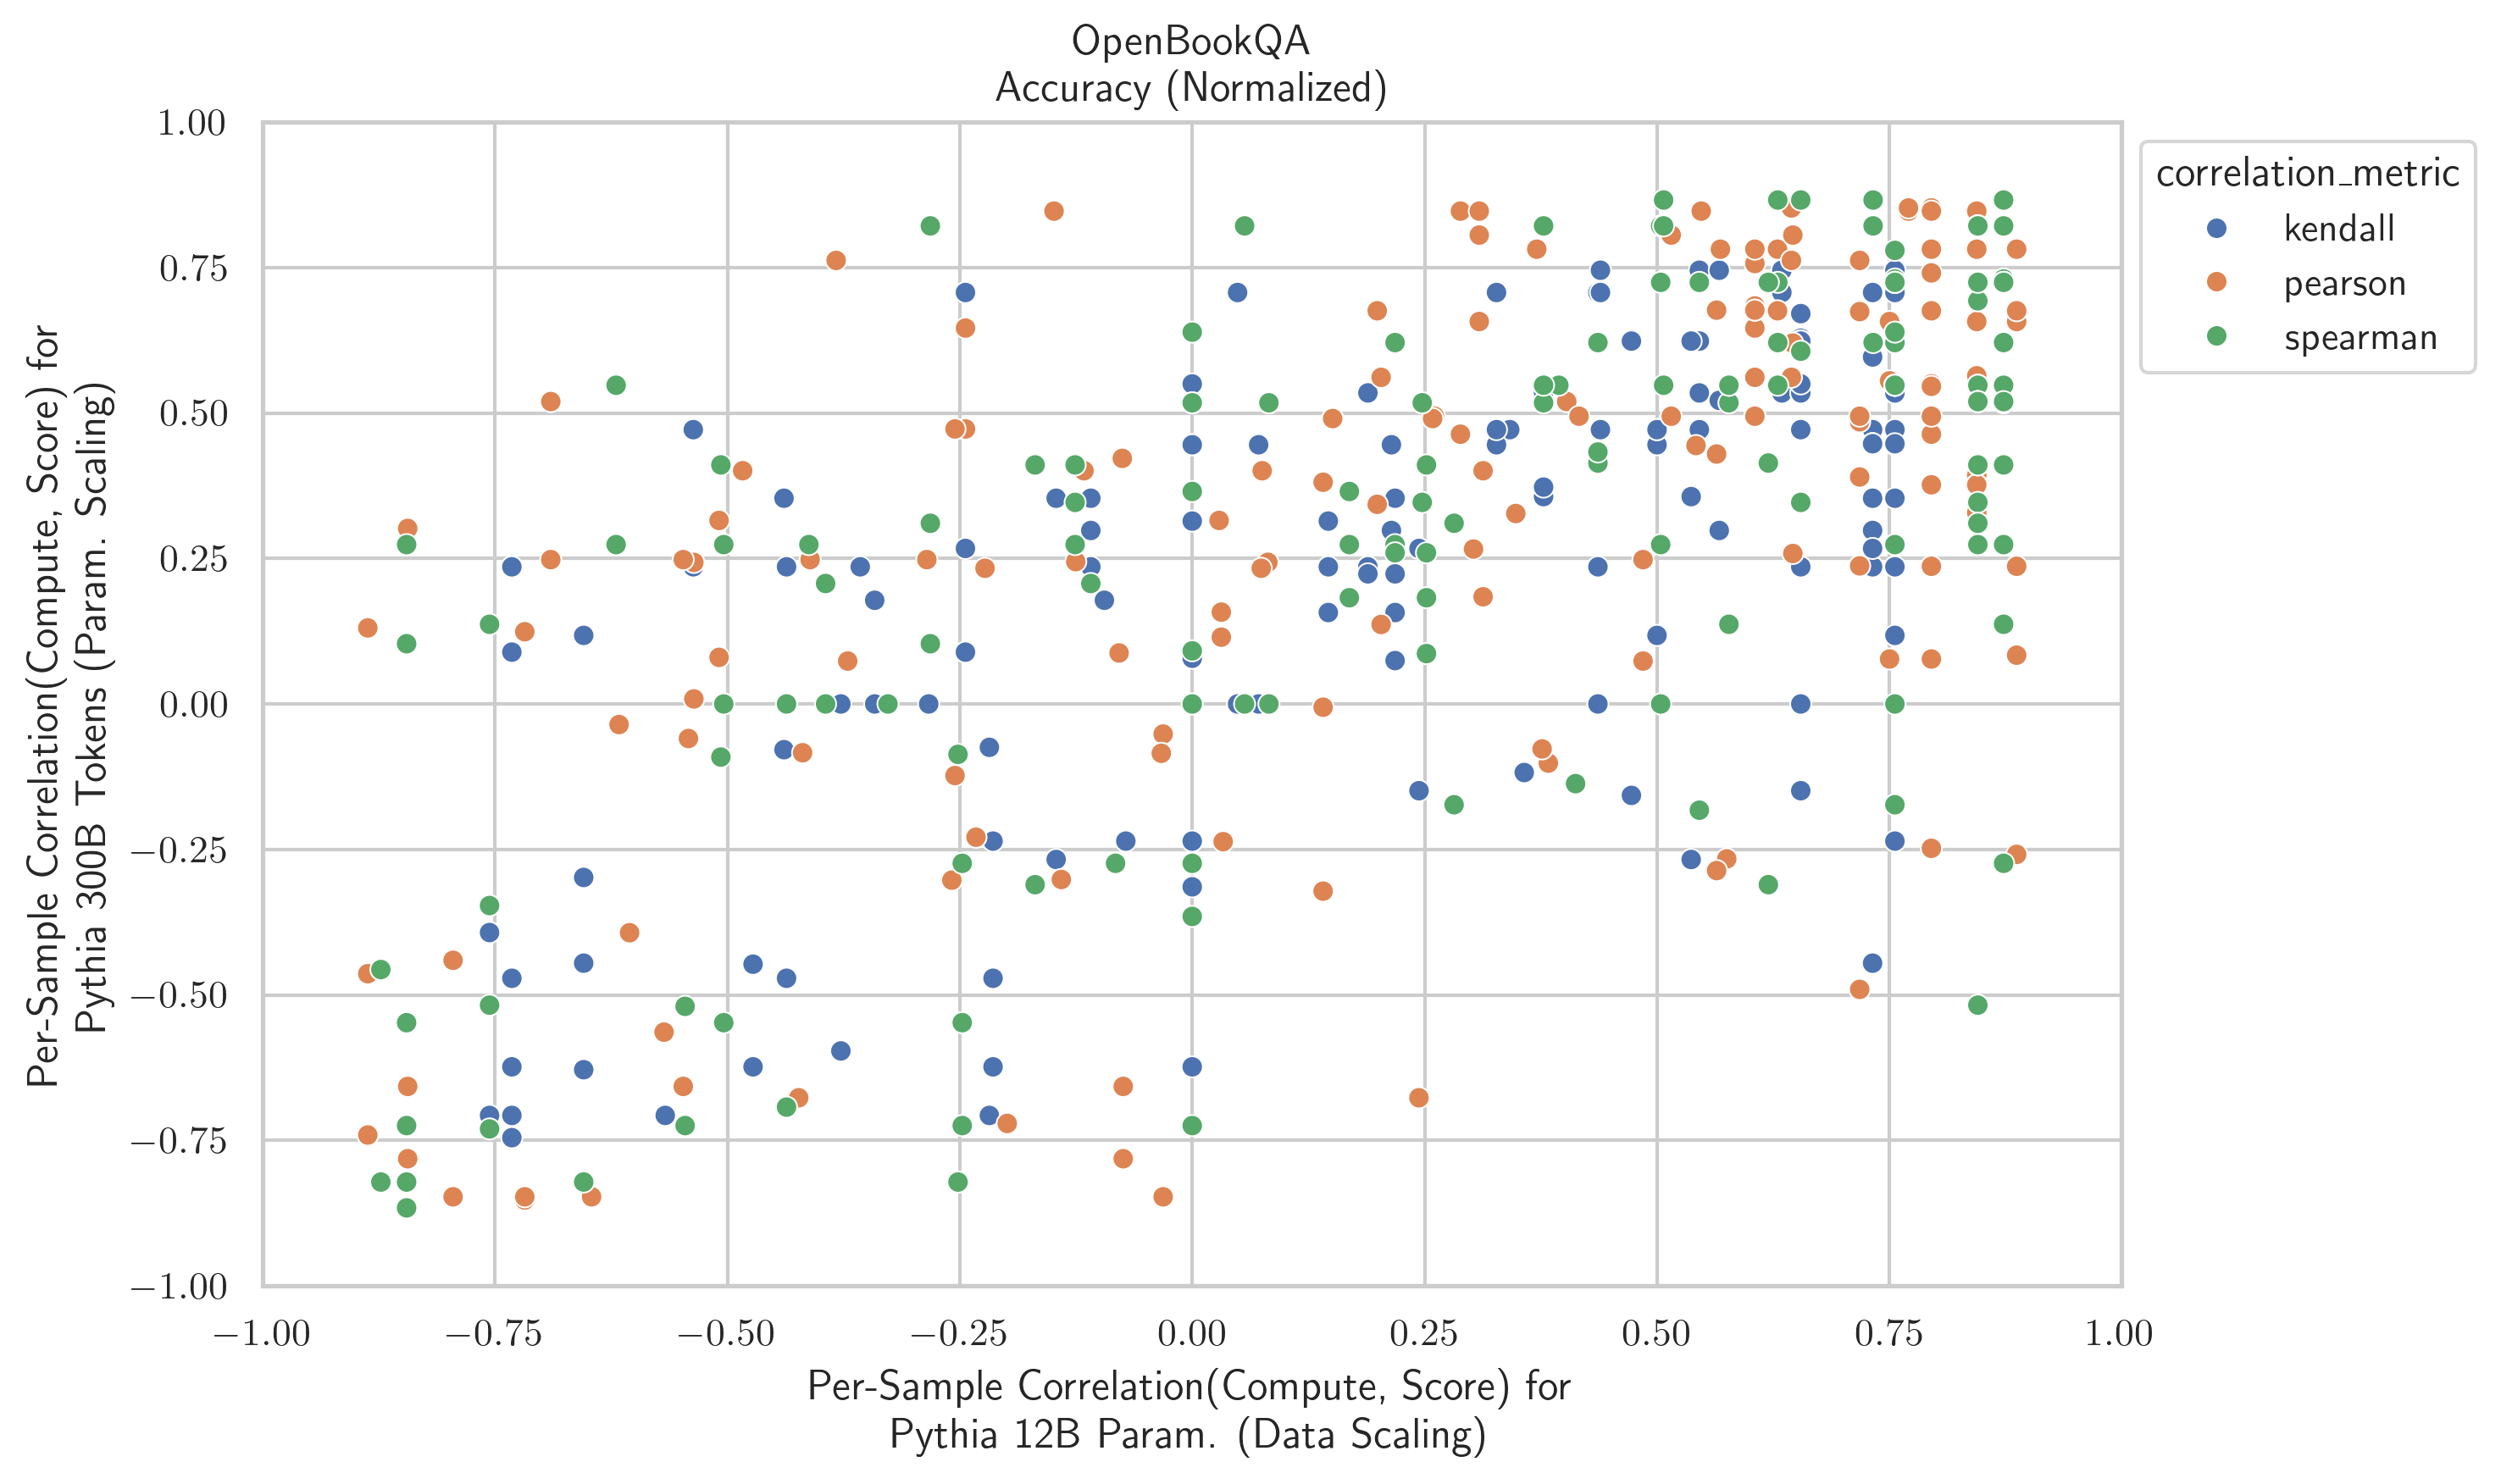 OpenBookQA
Accuracy (Normalized)
Per-Sample Correlation(Compute, Score) for
Pythia 300B Tokens (Param. Scaling)
1.00
0.75
0.50
0.25
0.00
−0.25
−0.50
−0.75
−1.00
−1.00 −0.75 −0.50 −0.25 0.00 0.25 0.50 0.75 1.00
Per-Sample Correlation(Compute, Score) for
Pythia 12B Param. (Data Scaling)
correlation_metric
kendall
pearson
spearman